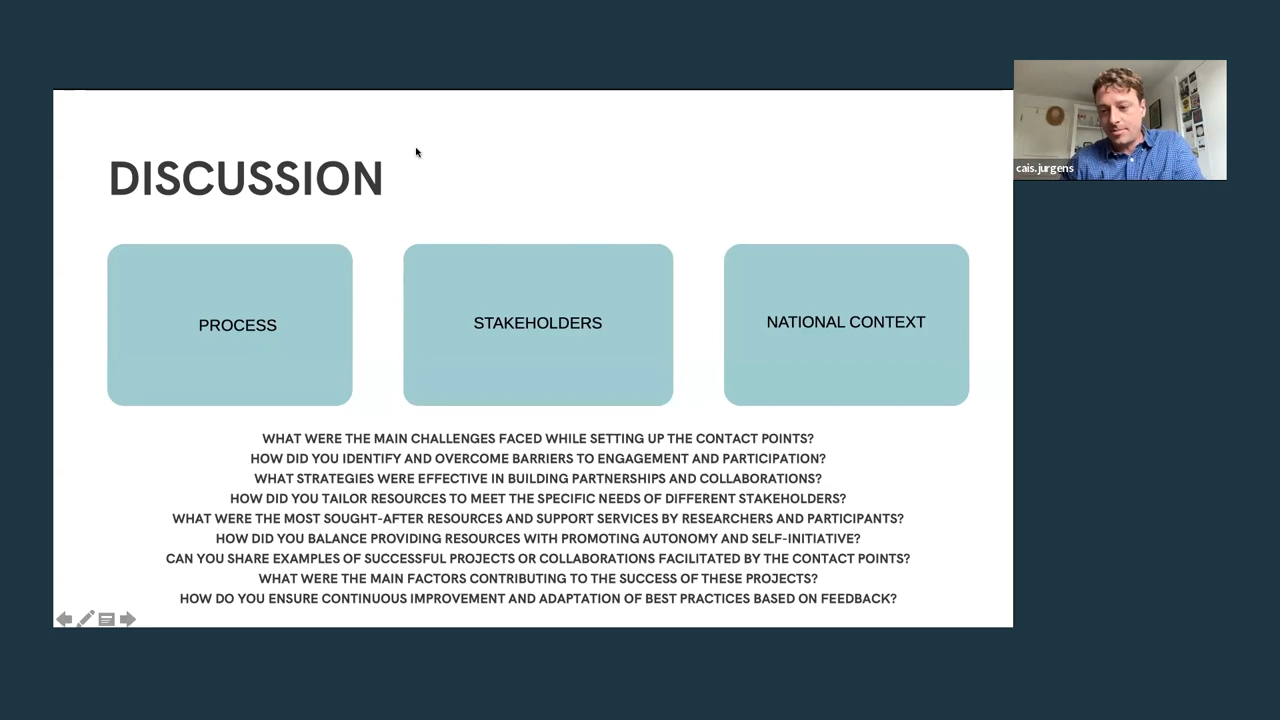 DISCUSSION
cais.jurgens
PROCESS
STAKEHOLDERS
NATIONAL CONTEXT
WHAT WERE THE MAIN CHALLENGES FACED WHILE SETTING UP THE CONTACT POINTS?
HOW DID YOU IDENTIFY AND OVERCOME BARRIERS TO ENGAGEMENT AND PARTICIPATION?
WHAT STRATEGIES WERE EFFECTIVE IN BUILDING PARTNERSHIPS AND COLLABORATIONS?
HOW DID YOU TAILOR RESOURCES TO MEET THE SPECIFIC NEEDS OF DIFFERENT STAKEHOLDERS?
WHAT WERE THE MOST SOUGHT-AFTER RESOURCES AND SUPPORT SERVICES BY RESEARCHERS AND PARTICIPANTS?
HOW DID YOU BALANCE PROVIDING RESOURCES WITH PROMOTING AUTONOMY AND SELF-INITIATIVE?
CAN YOU SHARE EXAMPLES OF SUCCESSFUL PROJECTS OR COLLABORATIONS FACILITATED BY THE CONTACT POINTS?
WHAT WERE THE MAIN FACTORS CONTRIBUTING TO THE SUCCESS OF THESE PROJECTS?
HOW DO YOU ENSURE CONTINUOUS IMPROVEMENT AND ADAPTATION OF BEST PRACTICES BASED ON FEEDBACK?